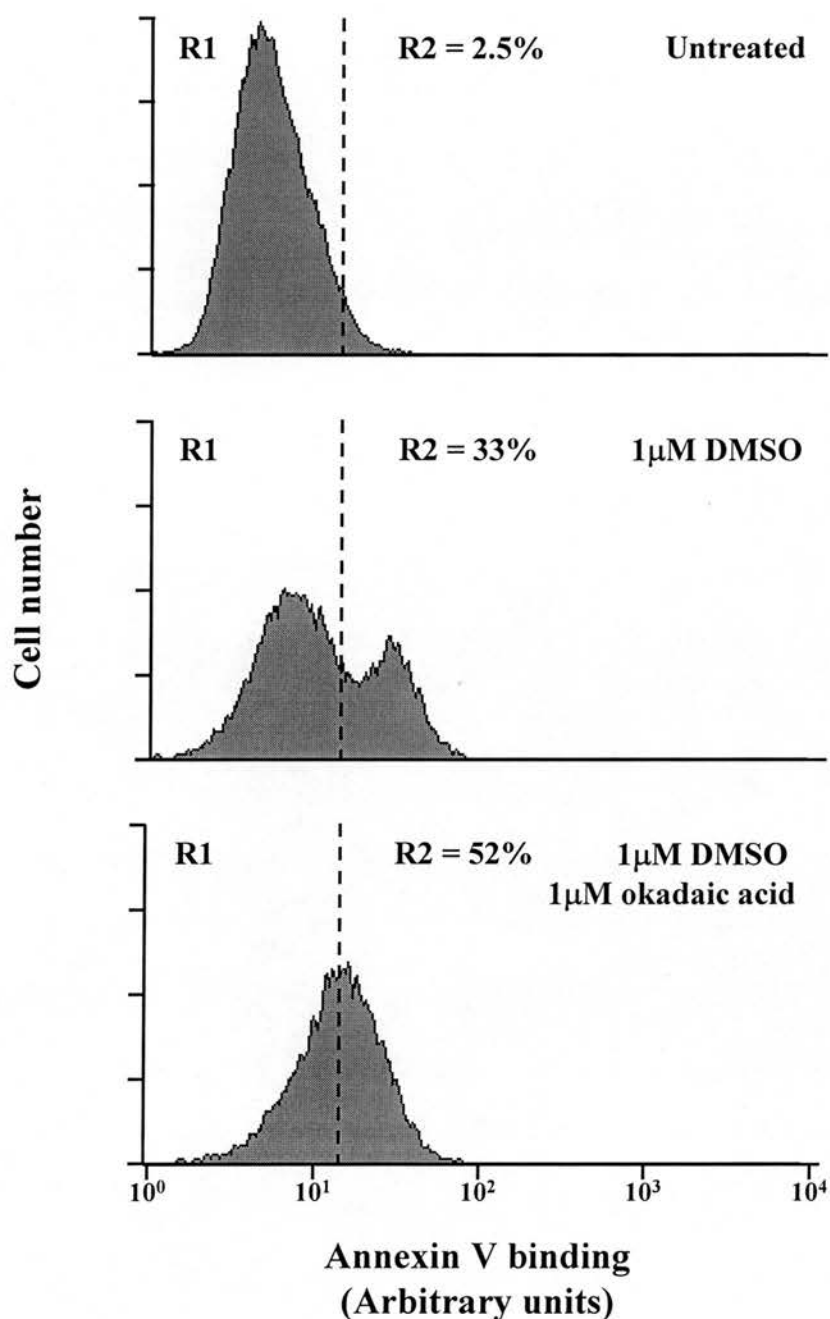 R1 R2 = 2.5% Untreated
R1 R2 = 33% 1μM DMSO
Cell number
R1 R2 = 52% 1μM DMSO
1μM okadaic acid
10⁰ 10¹ 10² 10³ 10⁴
Annexin V binding
(Arbitrary units)